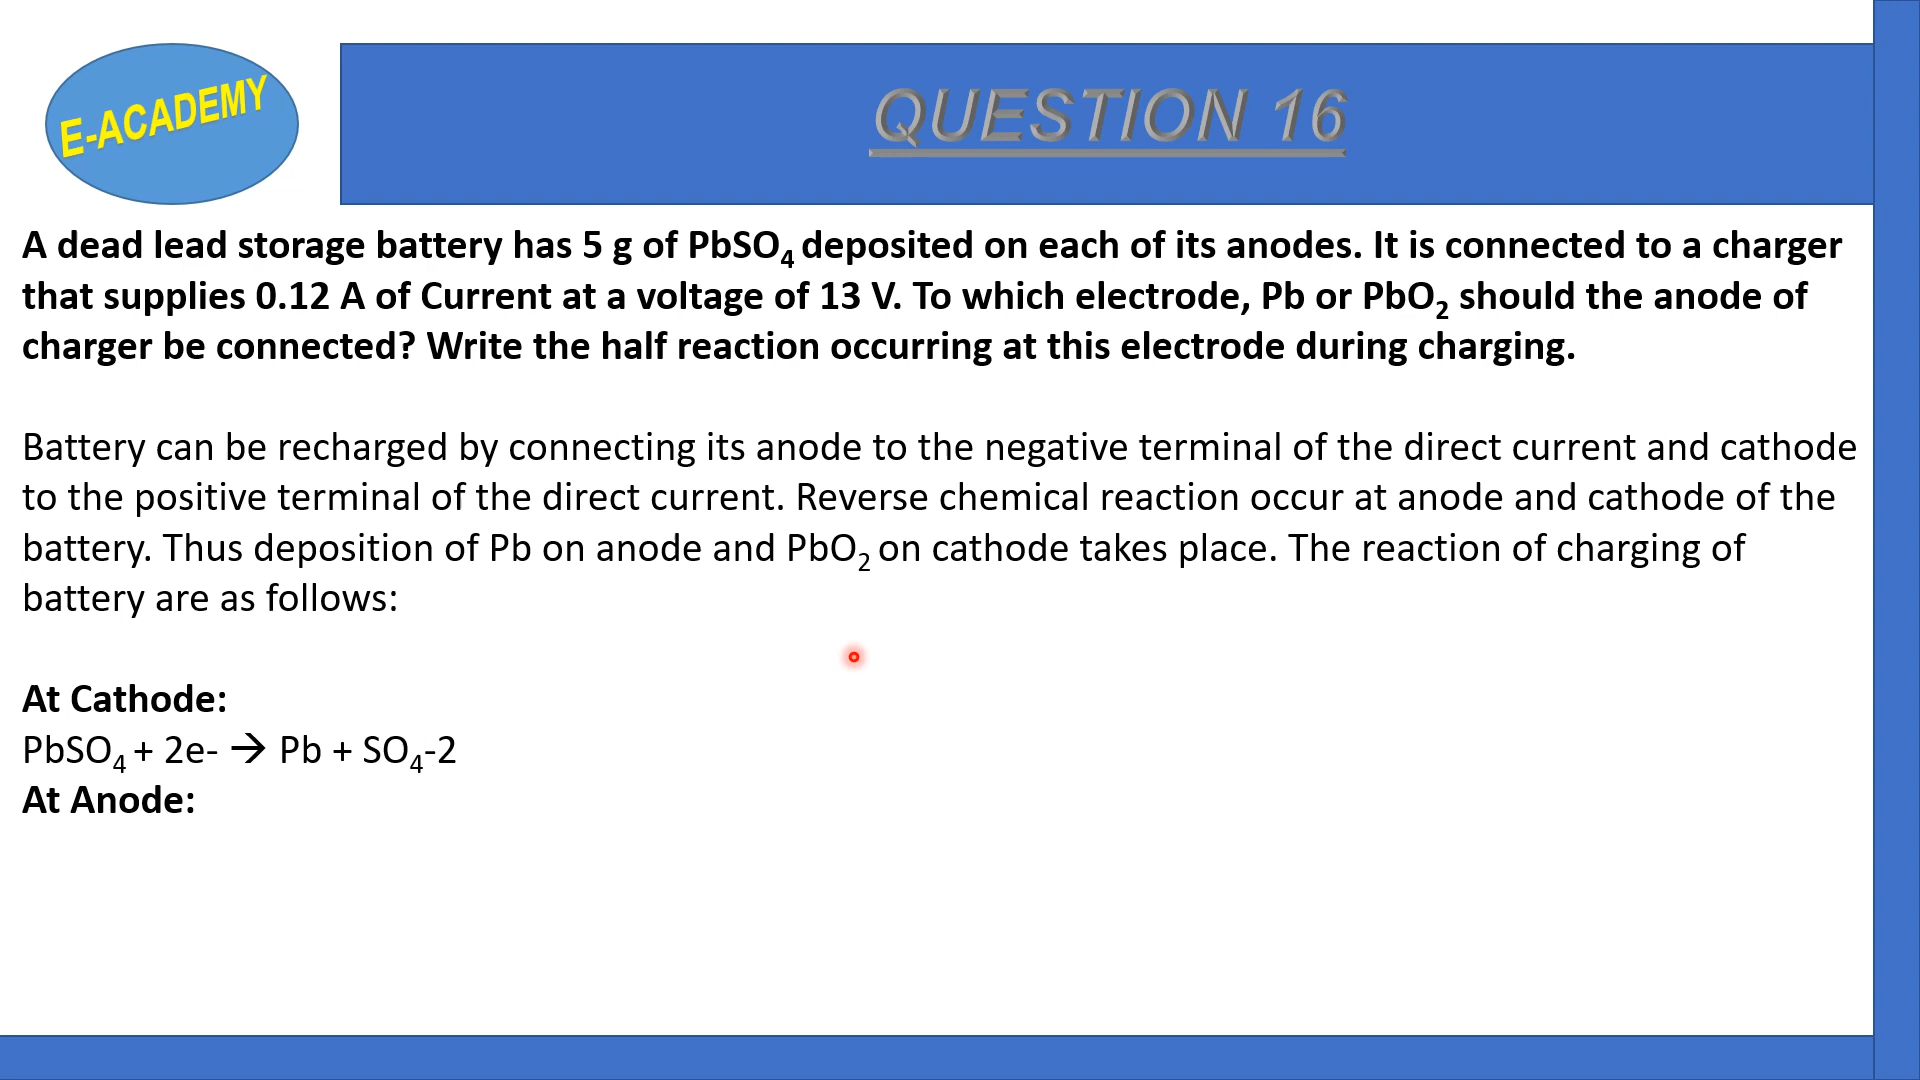 E-ACADEMY
QUESTION 16
A dead lead storage battery has 5 g of PbSO₄ deposited on each of its anodes. It is connected to a charger
that supplies 0.12 A of Current at a voltage of 13 V. To which electrode, Pb or PbO₂ should the anode of
charger be connected? Write the half reaction occurring at this electrode during charging.
Battery can be recharged by connecting its anode to the negative terminal of the direct current and cathode
to the positive terminal of the direct current. Reverse chemical reaction occur at anode and cathode of the
battery. Thus deposition of Pb on anode and PbO₂ on cathode takes place. The reaction of charging of
battery are as follows:
At Cathode:
PbSO₄ + 2e- → Pb + SO₄-2
At Anode: